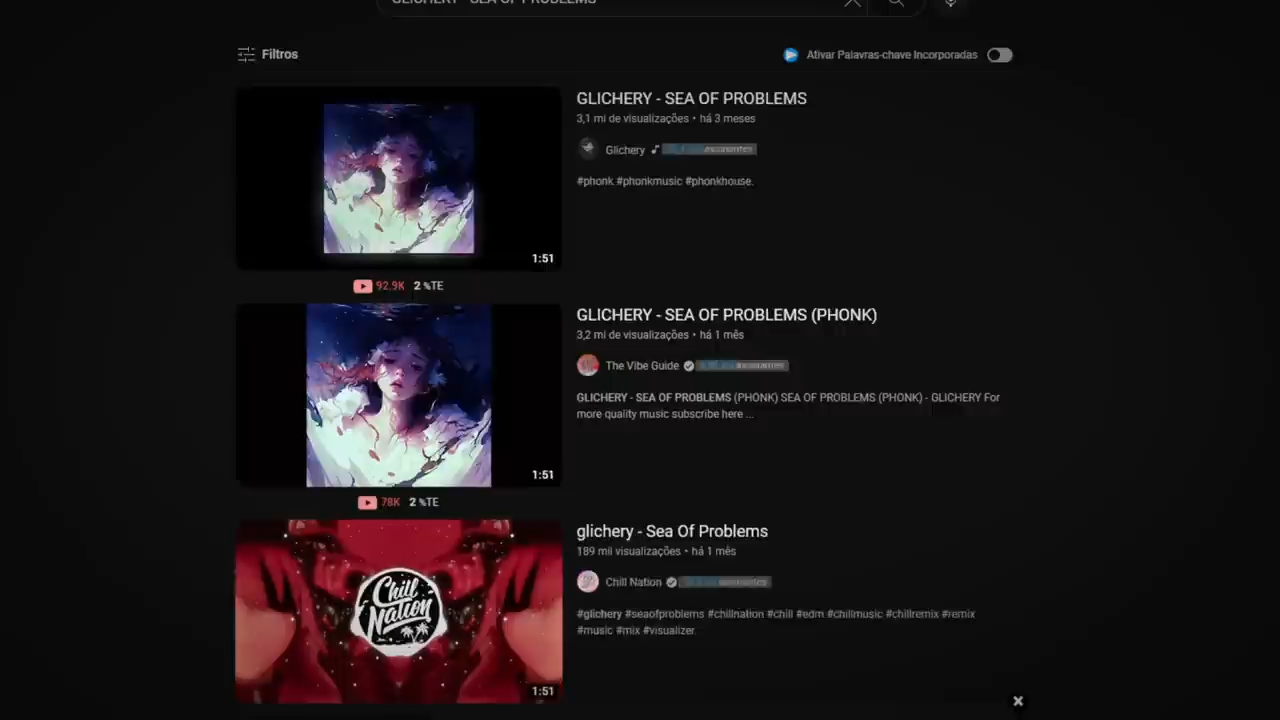 GLICHERY - SEA OF PROBLEMS
Filtros
Ativar Palavras-chave Incorporadas
GLICHERY - SEA OF PROBLEMS
3,1 mi de visualizações • há 3 meses
Glichery
#phonk #phonkmusic #phonkhouse.
1:51
92.9K 2 %TE
GLICHERY - SEA OF PROBLEMS (PHONK)
3,2 mi de visualizações • há 1 mês
The Vibe Guide
GLICHERY - SEA OF PROBLEMS (PHONK) SEA OF PROBLEMS (PHONK) - GLICHERY For
more quality music subscribe here ...
1:51
78K 2 %TE
glichery - Sea Of Problems
189 mil visualizações • há 1 mês
Chill Nation
#glichery #seaofproblems #chillnation #chill #edm #chillmusic #chillremix #remix
#music #mix #visualizer.
Chill
Nation
1:51